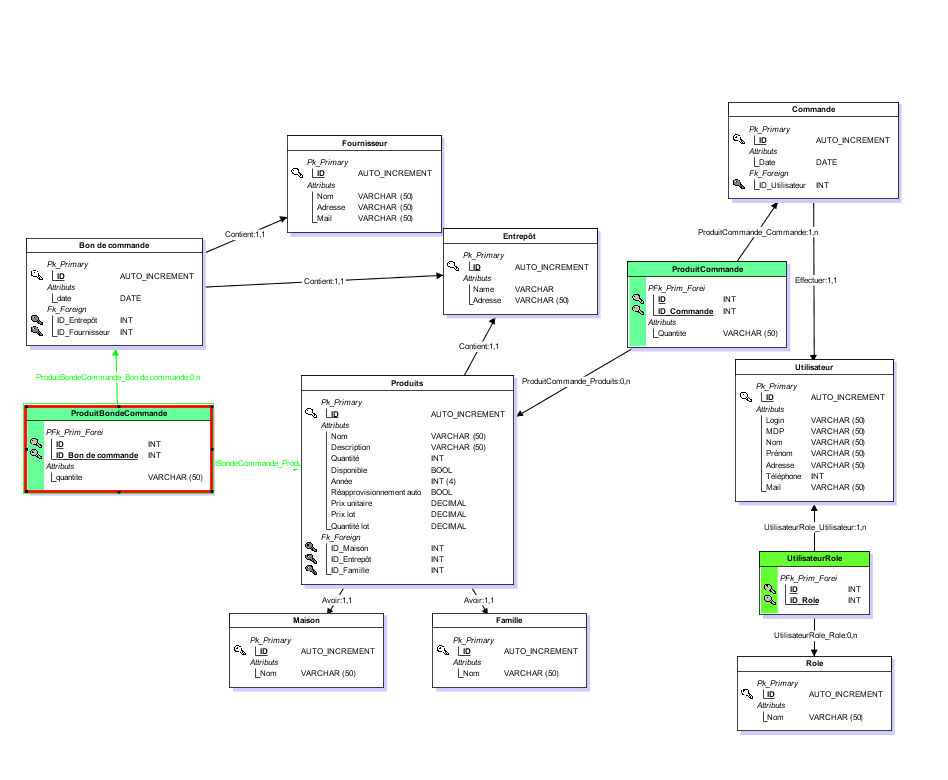 Commande
Pk_Primary
ID AUTO_INCREMENT
Attributs
Date DATE
Fk_Foreign
ID_Utilisateur INT
Fournisseur
Pk_Primary
ID AUTO_INCREMENT
Attributs
Nom VARCHAR (50)
Adresse VARCHAR (50)
Mail VARCHAR (50)
Contient:1,1
ProduitCommande_Commande:1,n
Bon de commande
Pk_Primary
ID AUTO_INCREMENT
Attributs
date DATE
Fk_Foreign
ID_Entrepôt INT
ID_Fournisseur INT
Contient:1,1
Entrepôt
Pk_Primary
ID AUTO_INCREMENT
Attributs
Name VARCHAR
Adresse VARCHAR (50)
ProduitCommande
PFk_Prim_Forei
ID INT
ID_Commande INT
Attributs
Quantite VARCHAR (50)
Effectuer:1,1
Contient:1,1
ProduitCommande_Produits:0,n
ProduitBondeCommande_Bon de commande:0,n
ProduitBondeCommande
PFk_Prim_Forei
ID INT
ID_Bon de commande INT
Attributs
quantite VARCHAR (50)
tBondeCommande_Produ
Produits
Pk_Primary
ID AUTO_INCREMENT
Attributs
Nom VARCHAR (50)
Description VARCHAR (50)
Quantité INT
Disponible BOOL
Année INT (4)
Réapprovisionnement auto BOOL
Prix unitaire DECIMAL
Prix lot DECIMAL
Quantité lot DECIMAL
Fk_Foreign
ID_Maison INT
ID_Entrepôt INT
ID_Famille INT
Utilisateur
Pk_Primary
ID AUTO_INCREMENT
Attributs
Login VARCHAR (50)
MDP VARCHAR (50)
Nom VARCHAR (50)
Prénom VARCHAR (50)
Adresse VARCHAR (50)
Téléphone INT
Mail VARCHAR (50)
UtilisateurRole_Utilisateur:1,n
UtilisateurRole
PFk_Prim_Forei
ID INT
ID_Role INT
UtilisateurRole_Role:0,n
Avoir:1,1
Avoir:1,1
Maison
Pk_Primary
ID AUTO_INCREMENT
Attributs
Nom VARCHAR (50)
Famille
Pk_Primary
ID AUTO_INCREMENT
Attributs
Nom VARCHAR (50)
Role
Pk_Primary
ID AUTO_INCREMENT
Attributs
Nom VARCHAR (50)